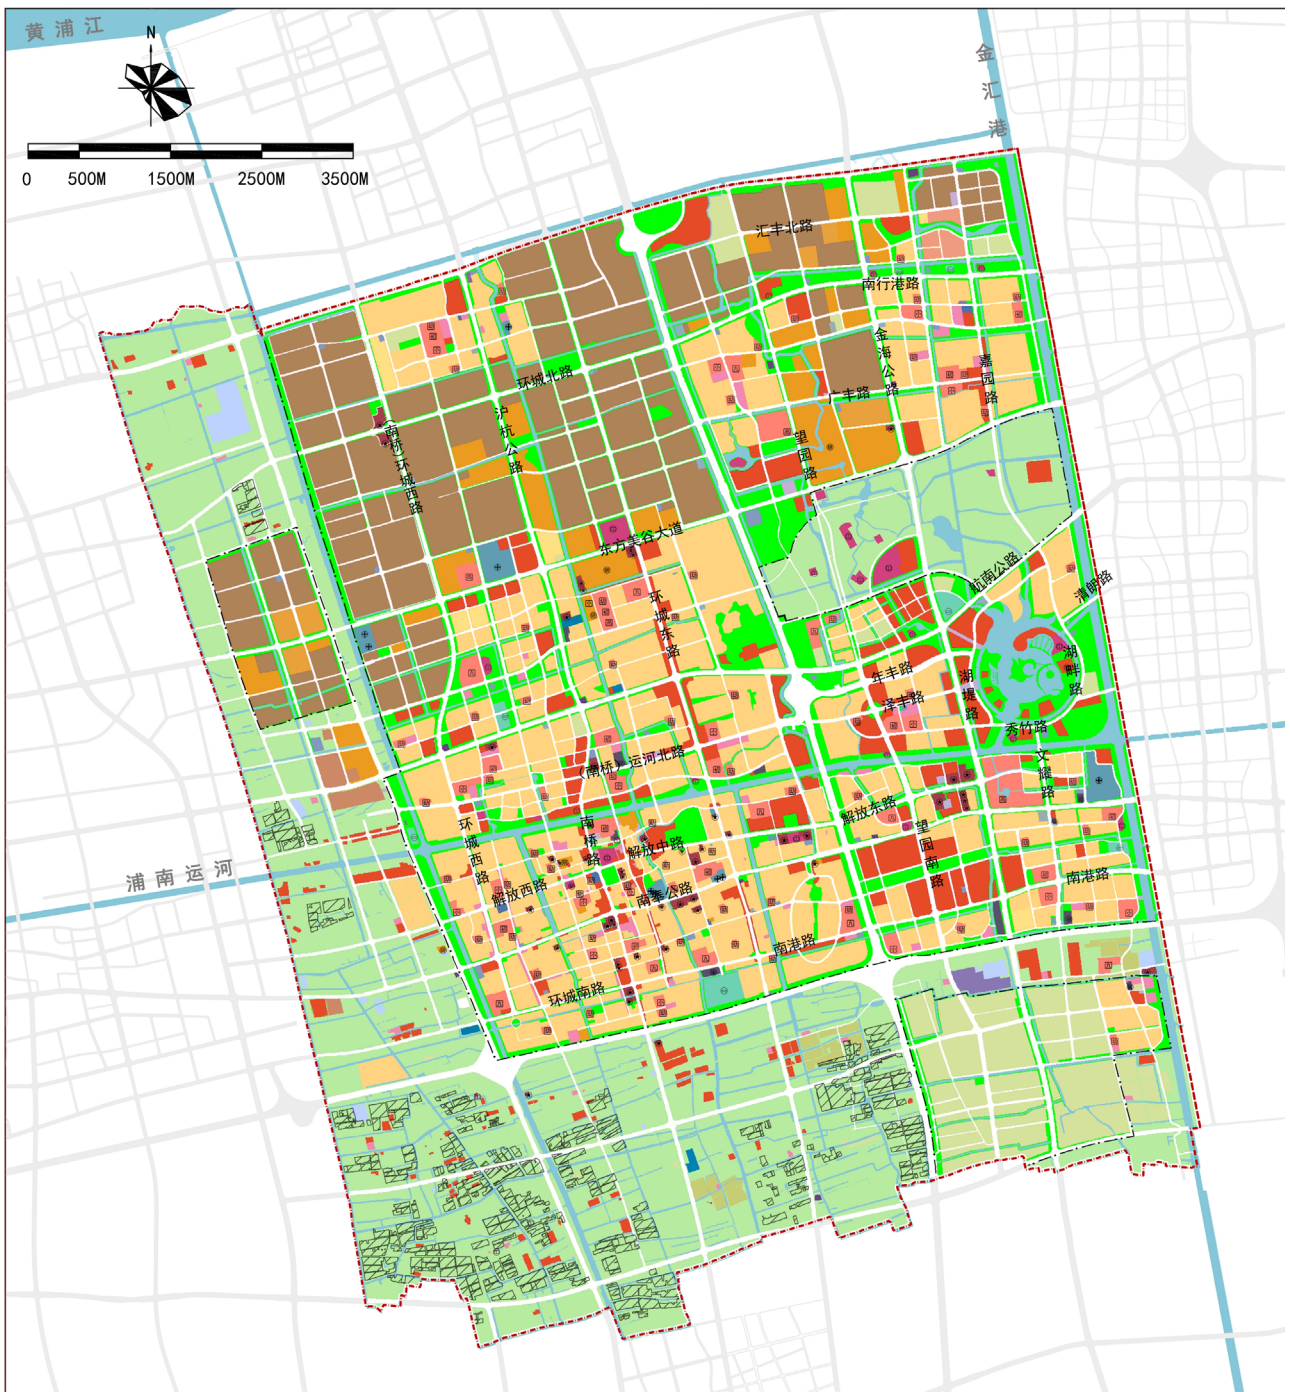 黄浦江
N
金汇港
0 500M 1500M 2500M 3500M
汇丰北路
南行港路
金海公路
嘉园路
环城北路
广丰路
沪杭公路
(南桥)环城西路
望园路
东方美谷大道
航南公路
清朗路
环城东路
年丰路
湖畔路
泽丰路
湖堤路
秀竹路
(南桥)运河北路
文耀路
解放东路
环城西路
南桥路
解放中路
望园南路
浦南运河
解放西路
南奉公路
南港路
南港路
环城南路